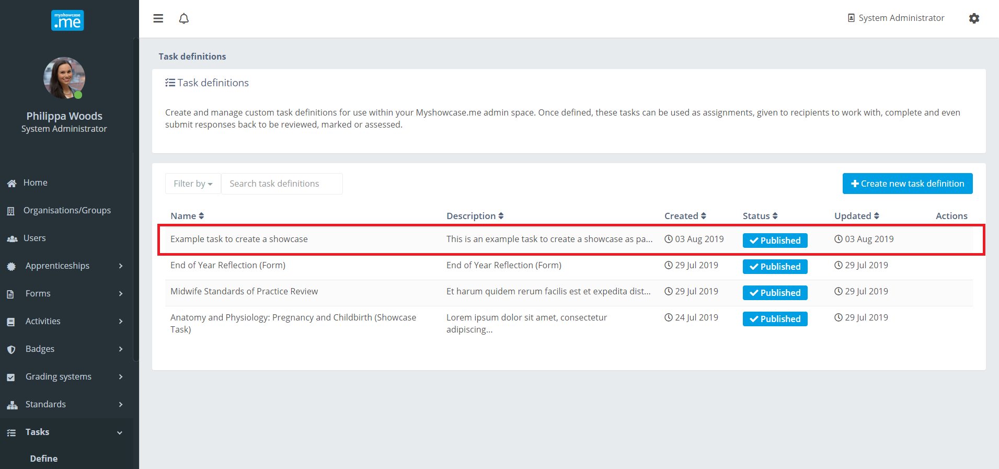 myshowcase
.me
System Administrator
Philippa Woods
System Administrator
Home
Organisations/Groups
Users
Apprenticeships
Forms
Activities
Badges
Grading systems
Standards
Tasks
Define
Task definitions
Task definitions
Create and manage custom task definitions for use within your Myshowcase.me admin space. Once defined, these tasks can be used as assignments, given to recipients to work with, complete and even
submit responses back to be reviewed, marked or assessed.
Filter by Search task definitions Create new task definition
Name Description Created Status Updated Actions
Example task to create a showcase This is an example task to create a showcase as pa... 03 Aug 2019 Published 03 Aug 2019
End of Year Reflection (Form) End of Year Reflection (Form) 29 Jul 2019 Published 29 Jul 2019
Midwife Standards of Practice Review Et harum quidem rerum facilis est et expedita dist... 29 Jul 2019 Published 29 Jul 2019
Anatomy and Physiology: Pregnancy and Childbirth (Showcase Lorem ipsum dolor sit amet, consectetur 24 Jul 2019 Published 29 Jul 2019
Task) adipiscing...